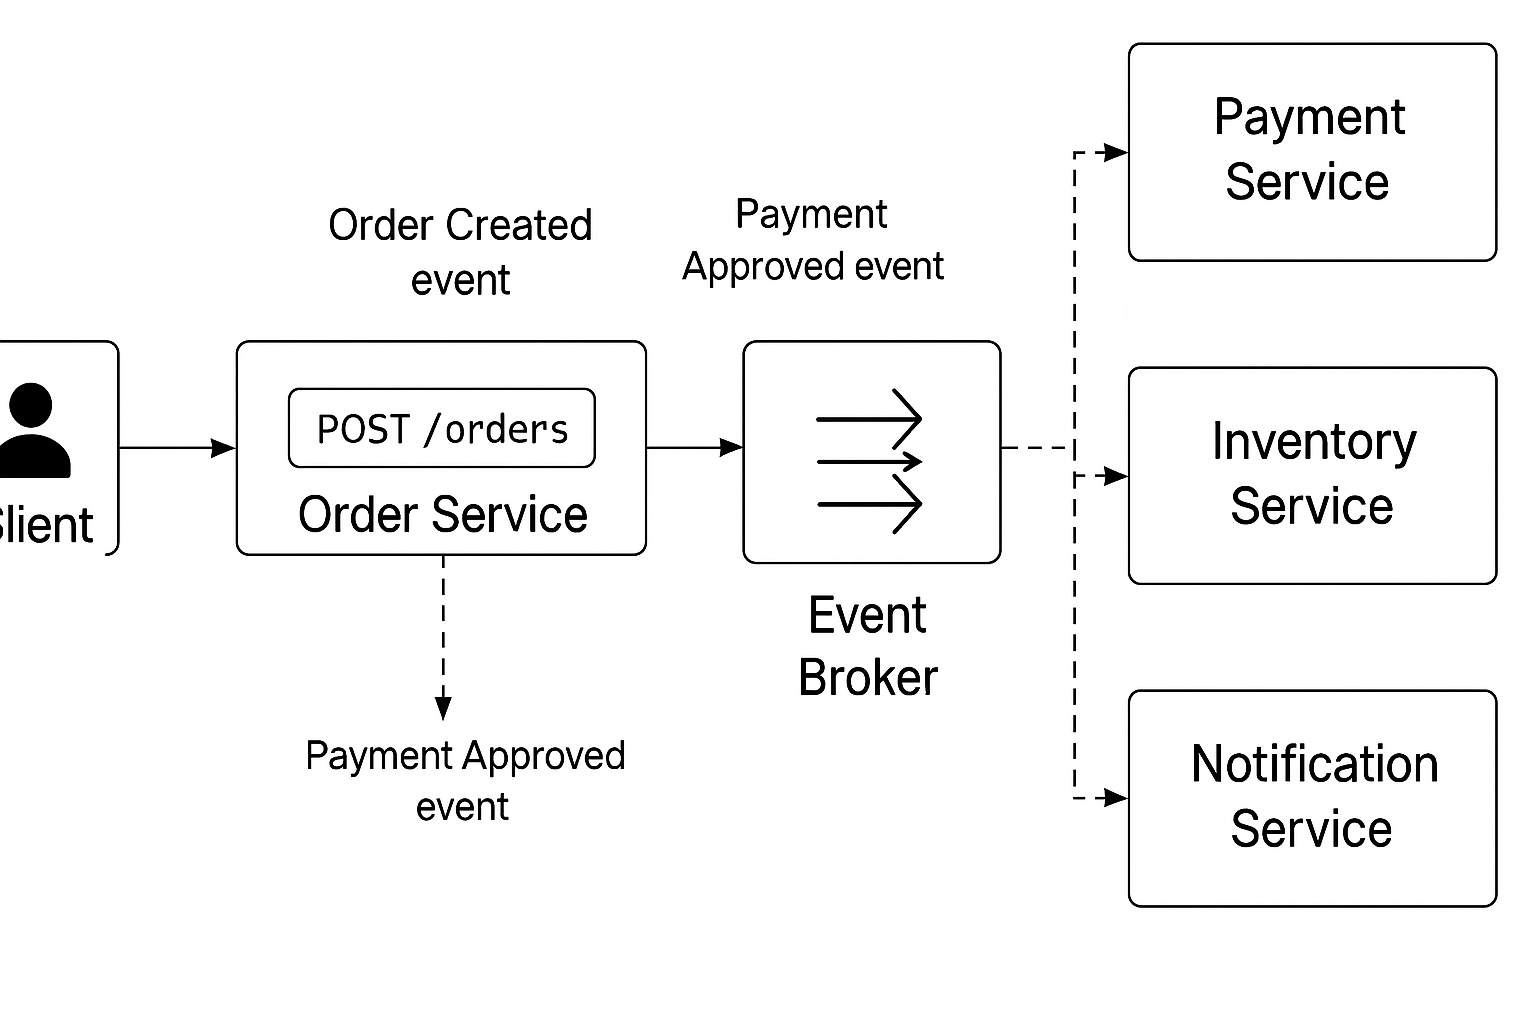 Order Created
event
Payment
Approved event
POST /orders
Order Service
Event
Broker
Payment Approved
event
Payment
Service
Inventory
Service
Notification
Service